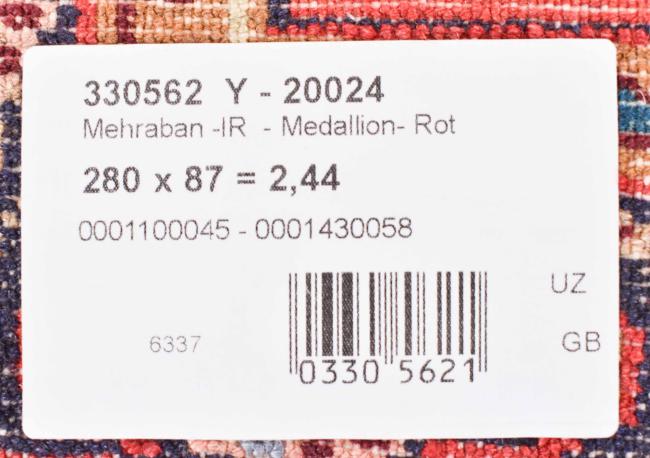 330562 Y - 20024
Mehraban -IR - Medallion- Rot
280 x 87 = 2,44
0001100045 - 0001430058
UZ
6337
GB
0330 5621